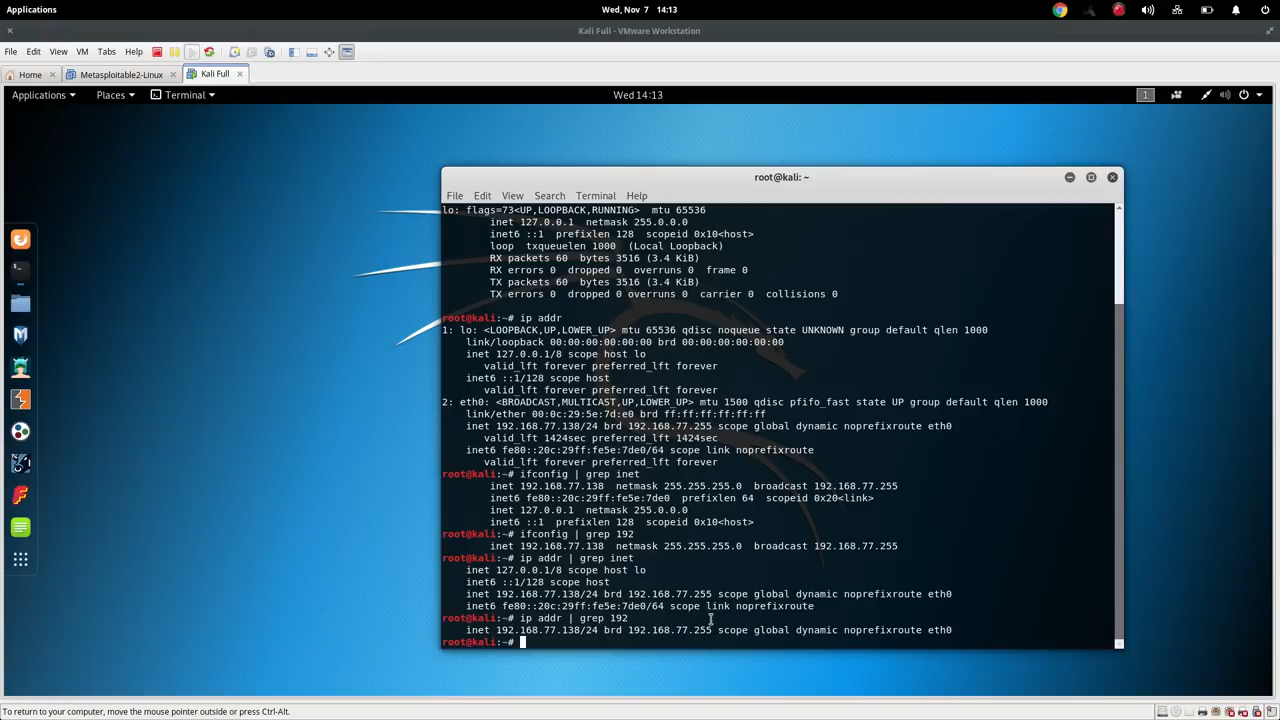 Applications
Wed, Nov 7  14:13
Kali Full - VMware Workstation
File Edit View VM Tabs Help
Home
Metasploitable2-Linux
Kali Full
Applications Places Terminal
Wed 14:13
1
root@kali: ~
File Edit View Search Terminal Help
lo: flags=73<UP,LOOPBACK,RUNNING>  mtu 65536
        inet 127.0.0.1  netmask 255.0.0.0
        inet6 ::1  prefixlen 128  scopeid 0x10<host>
        loop  txqueuelen 1000  (Local Loopback)
        RX packets 60  bytes 3516 (3.4 KiB)
        RX errors 0  dropped 0  overruns 0  frame 0
        TX packets 60  bytes 3516 (3.4 KiB)
        TX errors 0  dropped 0 overruns 0  carrier 0  collisions 0
root@kali:~# ip addr
1: lo: <LOOPBACK,UP,LOWER_UP> mtu 65536 qdisc noqueue state UNKNOWN group default qlen 1000
    link/loopback 00:00:00:00:00:00 brd 00:00:00:00:00:00
    inet 127.0.0.1/8 scope host lo
       valid_lft forever preferred_lft forever
    inet6 ::1/128 scope host
       valid_lft forever preferred_lft forever
2: eth0: <BROADCAST,MULTICAST,UP,LOWER_UP> mtu 1500 qdisc pfifo_fast state UP group default qlen 1000
    link/ether 00:0c:29:5e:7d:e0 brd ff:ff:ff:ff:ff:ff
    inet 192.168.77.138/24 brd 192.168.77.255 scope global dynamic noprefixroute eth0
       valid_lft 1424sec preferred_lft 1424sec
    inet6 fe80::20c:29ff:fe5e:7de0/64 scope link noprefixroute
       valid_lft forever preferred_lft forever
root@kali:~# ifconfig | grep inet
        inet 192.168.77.138  netmask 255.255.255.0  broadcast 192.168.77.255
        inet6 fe80::20c:29ff:fe5e:7de0  prefixlen 64  scopeid 0x20<link>
        inet 127.0.0.1  netmask 255.0.0.0
        inet6 ::1  prefixlen 128  scopeid 0x10<host>
root@kali:~# ifconfig | grep 192
        inet 192.168.77.138  netmask 255.255.255.0  broadcast 192.168.77.255
root@kali:~# ip addr | grep inet
    inet 127.0.0.1/8 scope host lo
    inet6 ::1/128 scope host
    inet 192.168.77.138/24 brd 192.168.77.255 scope global dynamic noprefixroute eth0
    inet6 fe80::20c:29ff:fe5e:7de0/64 scope link noprefixroute
root@kali:~# ip addr | grep 192
    inet 192.168.77.138/24 brd 192.168.77.255 scope global dynamic noprefixroute eth0
root@kali:~#
To return to your computer, move the mouse pointer outside or press Ctrl-Alt.